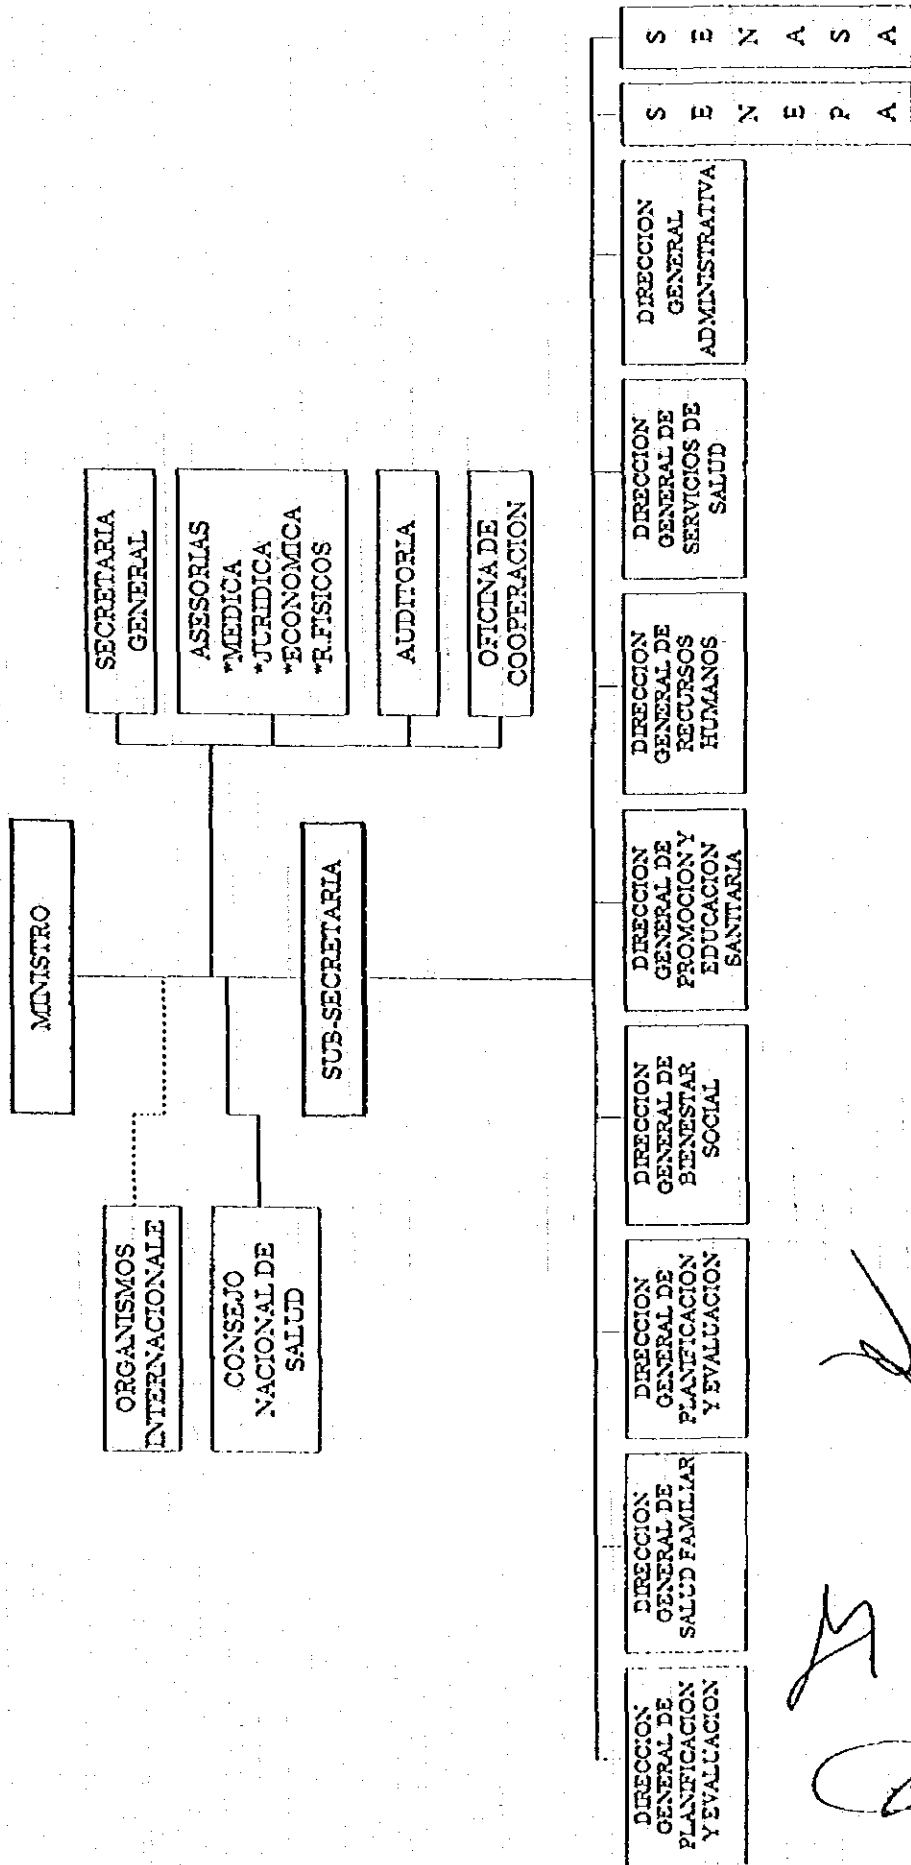 MINISTRO
SECRETARIA
GENERAL
ORGANISMOS
INTERNACIONALE
ASESORIAS
*MEDICA
*JURIDICA
*ECONOMICA
*R.FISICOS
CONSEJO
NACIONAL DE
SALUD
SUB-SECRETARIA
AUDITORIA
OFICINA DE
COOPERACION
DIRECCION
GENERAL DE
PLANIFICACION
Y EVALUACION
DIRECCION
GENERAL DE
SALUD FAMILIAR
DIRECCION
GENERAL DE
PLANIFICACION
Y EVALUACION
DIRECCION
GENERAL DE
BIENESTAR
SOCIAL
DIRECCION
GENERAL DE
PROMOCION Y
EDUCACION
SANITARIA
DIRECCION
GENERAL DE
RECURSOS
HUMANOS
DIRECCION
GENERAL DE
SERVICIOS DE
SALUD
DIRECCION
GENERAL
ADMINISTRATIVA
S
E
N
E
P
A
S
E
N
A
S
A